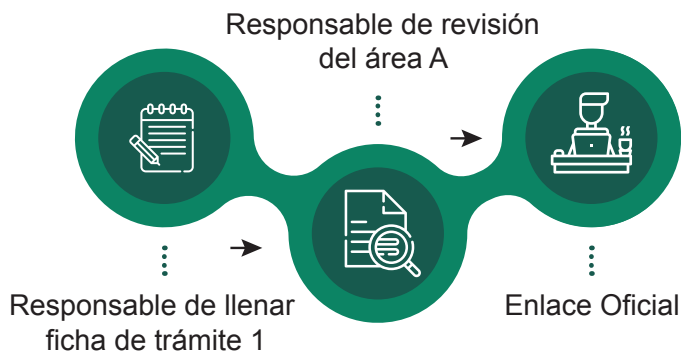 Responsable de revisión
del área A
Responsable de llenar
ficha de trámite 1
Enlace Oficial